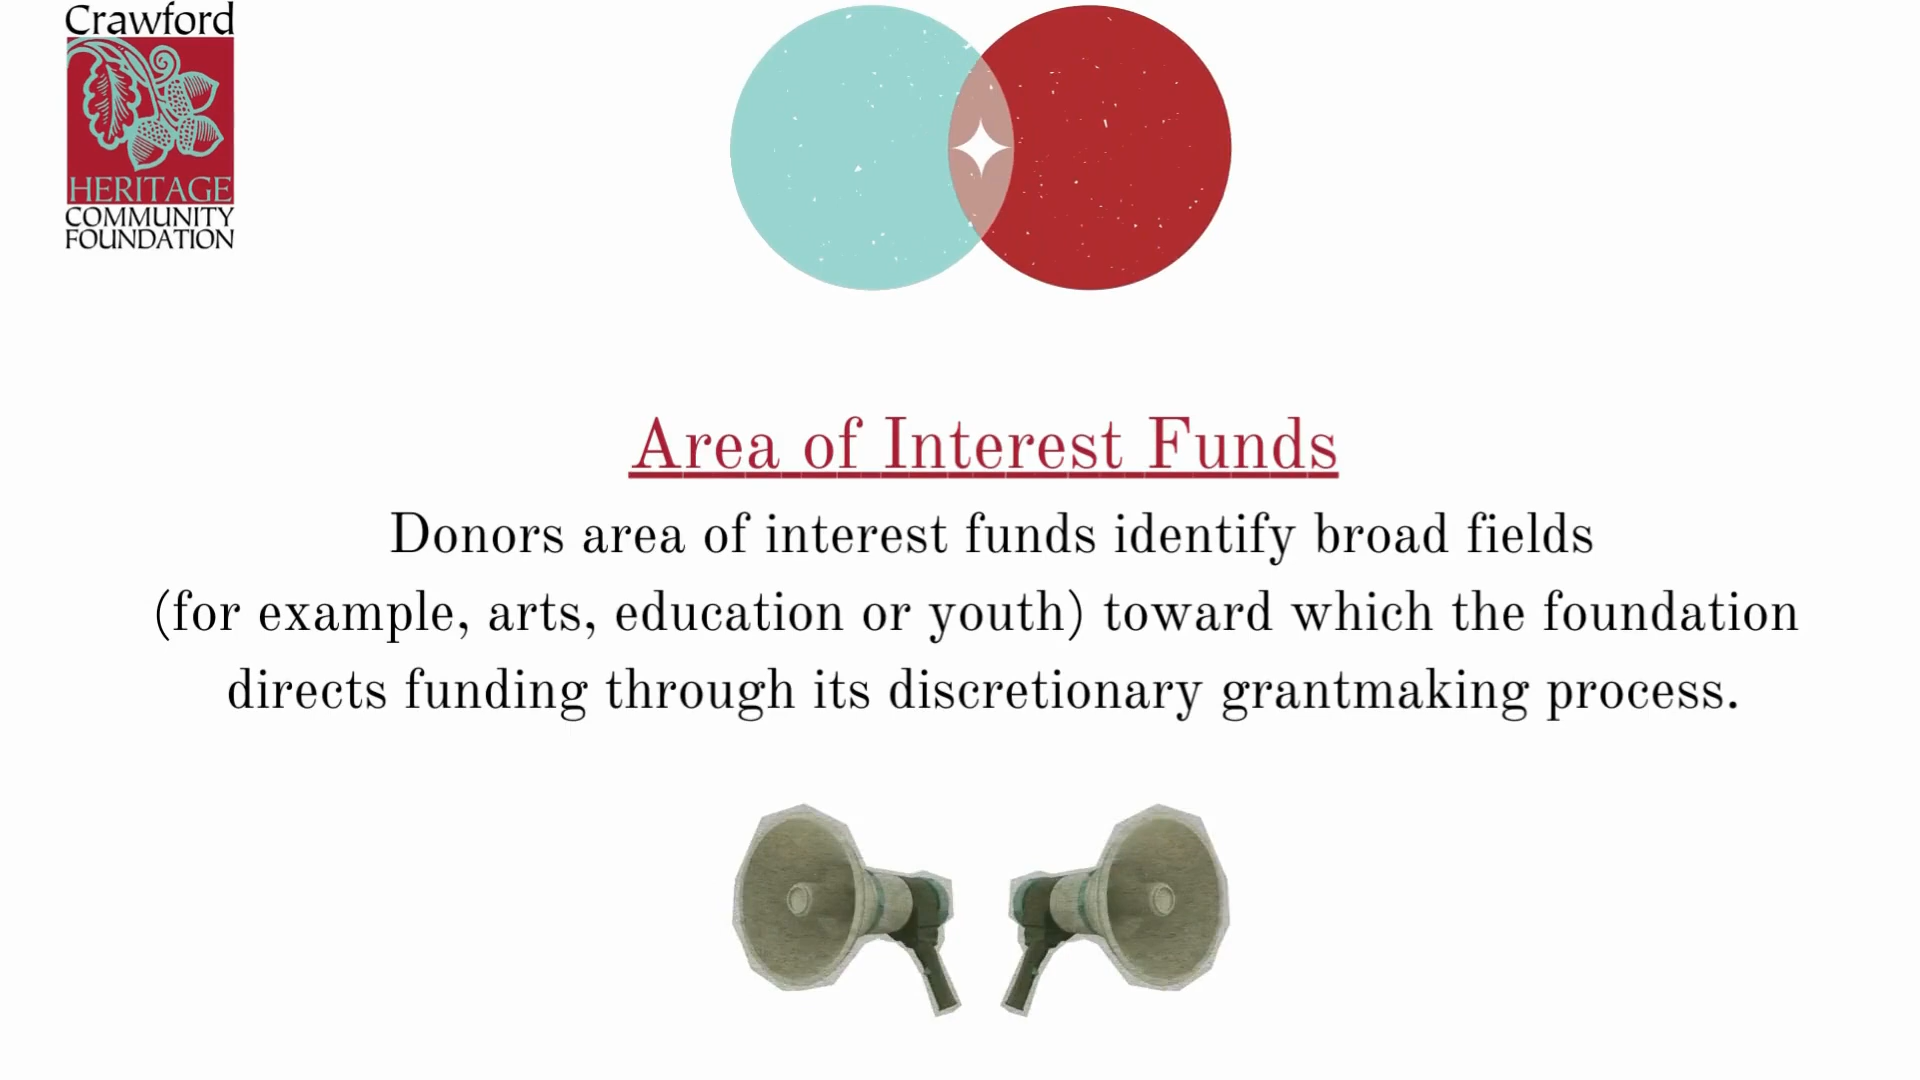 Crawford
HERITAGE
COMMUNITY
FOUNDATION
Area of Interest Funds
Donors area of interest funds identify broad fields
(for example, arts, education or youth) toward which the foundation
directs funding through its discretionary grantmaking process.